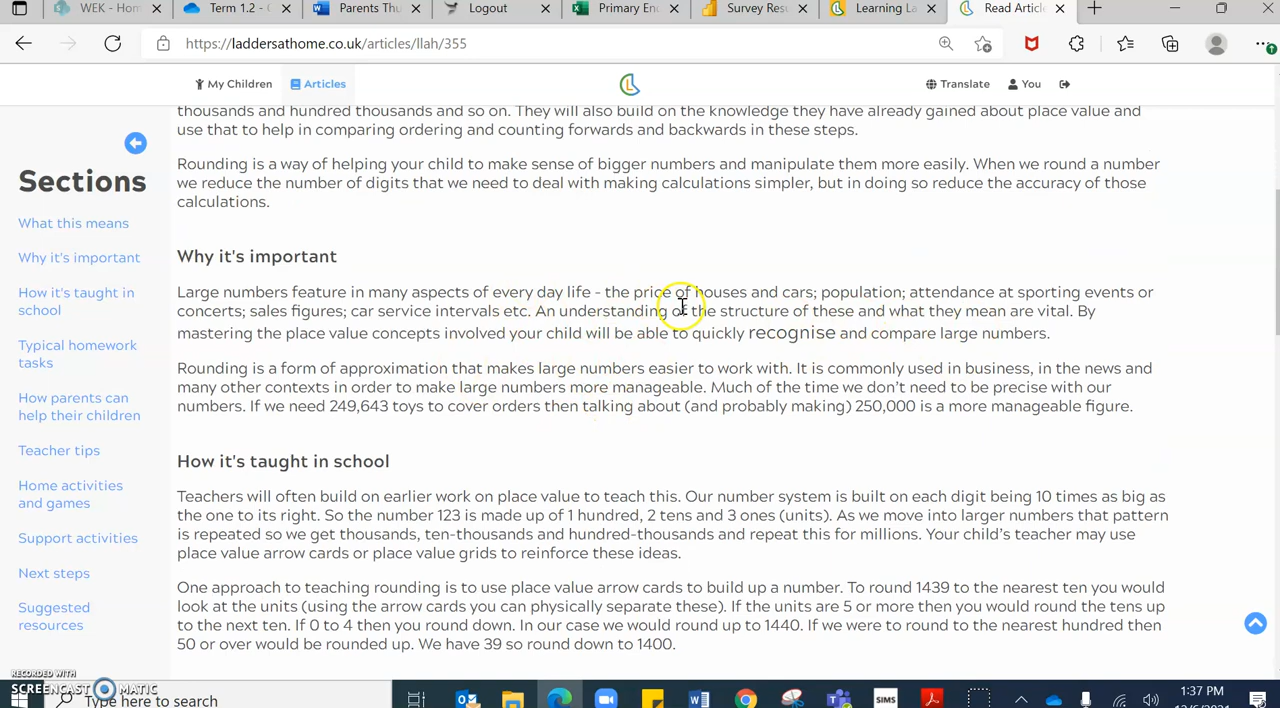 WEK - Hom
Term 1.2 -
Parents Thu
Logout
Primary En
Survey Res
Learning La
Read Articl
https://laddersathome.co.uk/articles/llah/355
My Children
Articles
Translate
You
thousands and hundred thousands and so on. They will also build on the knowledge they have already gained about place value and
use that to help in comparing ordering and counting forwards and backwards in these steps.
Rounding is a way of helping your child to make sense of bigger numbers and manipulate them more easily. When we round a number
we reduce the number of digits that we need to deal with making calculations simpler, but in doing so reduce the accuracy of those
calculations.
Why it's important
Large numbers feature in many aspects of every day life - the price of houses and cars; population; attendance at sporting events or
concerts; sales figures; car service intervals etc. An understanding of the structure of these and what they mean are vital. By
mastering the place value concepts involved your child will be able to quickly recognise and compare large numbers.
Rounding is a form of approximation that makes large numbers easier to work with. It is commonly used in business, in the news and
many other contexts in order to make large numbers more manageable. Much of the time we don't need to be precise with our
numbers. If we need 249,643 toys to cover orders then talking about (and probably making) 250,000 is a more manageable figure.
How it's taught in school
Teachers will often build on earlier work on place value to teach this. Our number system is built on each digit being 10 times as big as
the one to its right. So the number 123 is made up of 1 hundred, 2 tens and 3 ones (units). As we move into larger numbers that pattern
is repeated so we get thousands, ten-thousands and hundred-thousands and repeat this for millions. Your child's teacher may use
place value arrow cards or place value grids to reinforce these ideas.
One approach to teaching rounding is to use place value arrow cards to build up a number. To round 1439 to the nearest ten you would
look at the units (using the arrow cards you can physically separate these). If the units are 5 or more then you would round the tens up
to the next ten. If 0 to 4 then you round down. In our case we would round up to 1440. If we were to round to the nearest hundred then
50 or over would be rounded up. We have 39 so round down to 1400.
Sections
What this means
Why it's important
How it's taught in
school
Typical homework
tasks
How parents can
help their children
Teacher tips
Home activities
and games
Support activities
Next steps
Suggested
resources
RECORDED WITH
SCREENCAST MATIC
Type here to search
SIMS
1:37 PM